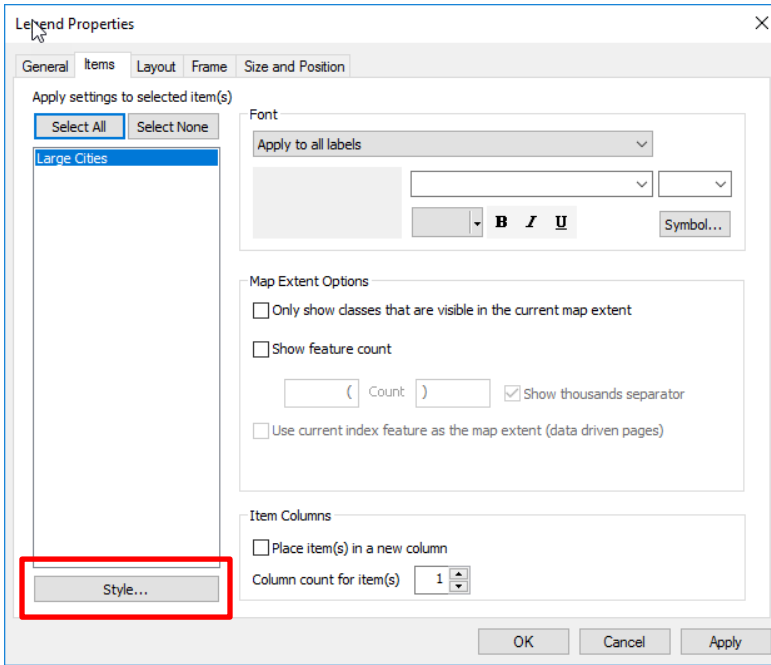 Legend Properties
General Items Layout Frame Size and Position
Apply settings to selected item(s)
Select All Select None
Large Cities
Style...
Font
Apply to all labels
B I U Symbol...
Map Extent Options
Only show classes that are visible in the current map extent
Show feature count
( Count ) Show thousands separator
Use current index feature as the map extent (data driven pages)
Item Columns
Place item(s) in a new column
Column count for item(s) 1
OK Cancel Apply